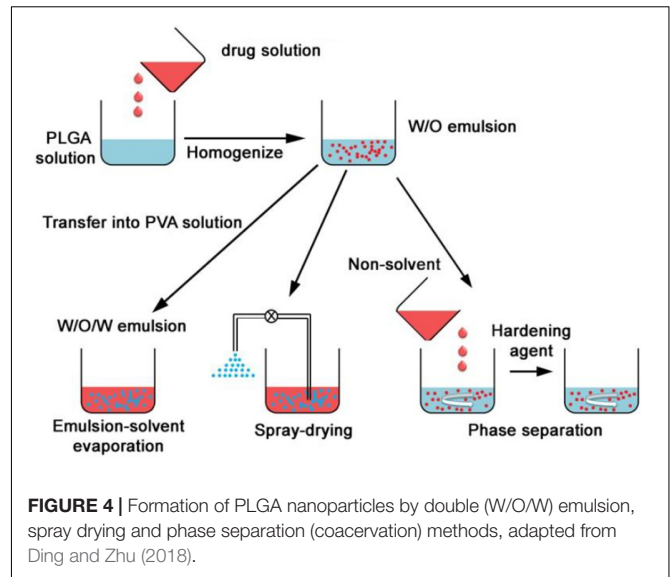 drug solution
PLGA
solution
Homogenize
W/O emulsion
Transfer into PVA solution
Non-solvent
W/O/W emulsion
Hardening
agent
Emulsion-solvent
evaporation
Spray-drying
Phase separation
FIGURE 4 | Formation of PLGA nanoparticles by double (W/O/W) emulsion,
spray drying and phase separation (coacervation) methods, adapted from
Ding and Zhu (2018).